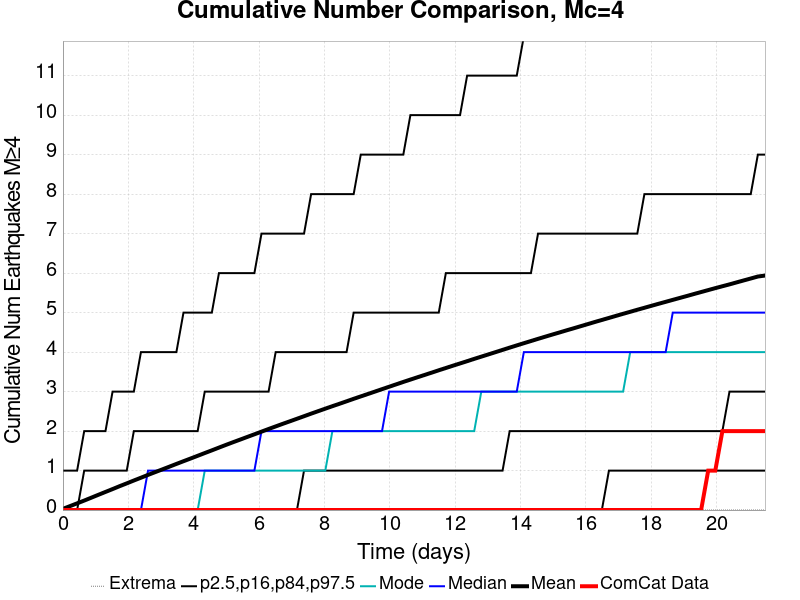 Cumulative Number Comparison, Mc=4
Cumulative Num Earthquakes M≥4
11
10
9
8
7
6
5
4
3
2
1
0
0 2 4 6 8 10 12 14 16 18 20
Time (days)
Extrema p2.5,p16,p84,p97.5 Mode Median Mean ComCat Data